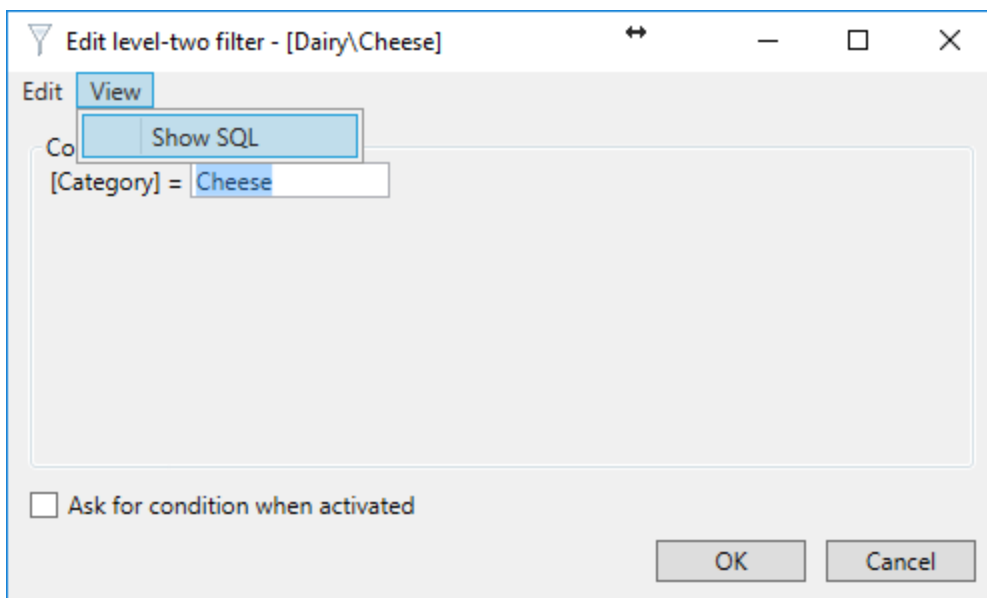 Edit level-two filter - [Dairy\Cheese]
Edit View
Show SQL
Co
[Category] = Cheese
Ask for condition when activated
OK Cancel